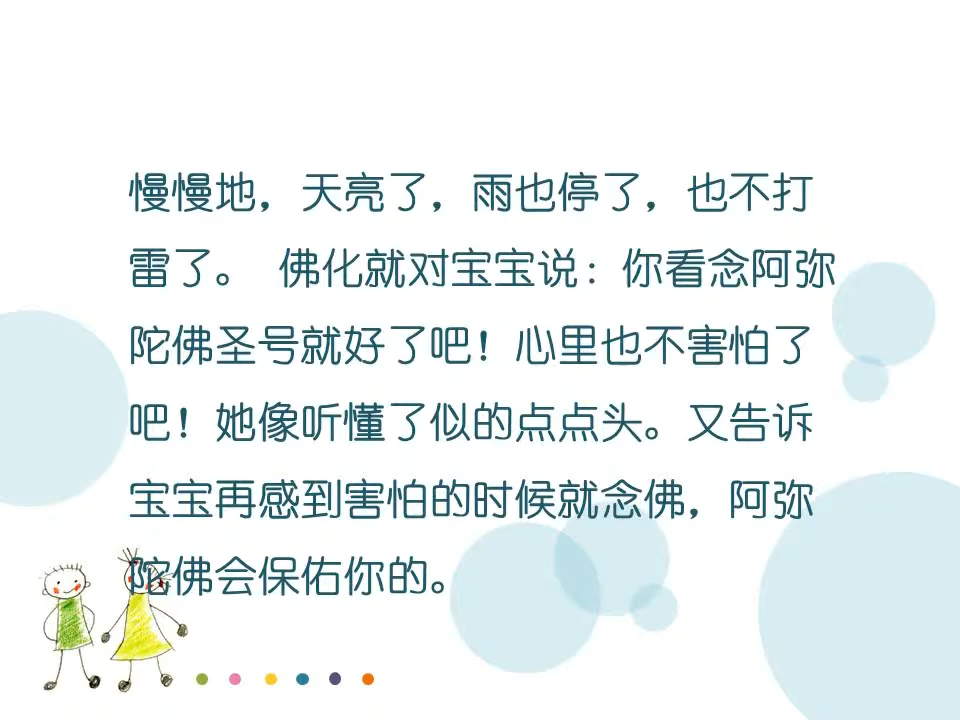 慢慢地，天亮了，雨也停了，也不打
雷了。 佛化就对宝宝说：你看念阿弥
陀佛圣号就好了吧！心里也不害怕了
吧！她像听懂了似的点点头。又告诉
宝宝再感到害怕的时候就念佛，阿弥
陀佛会保佑你的。